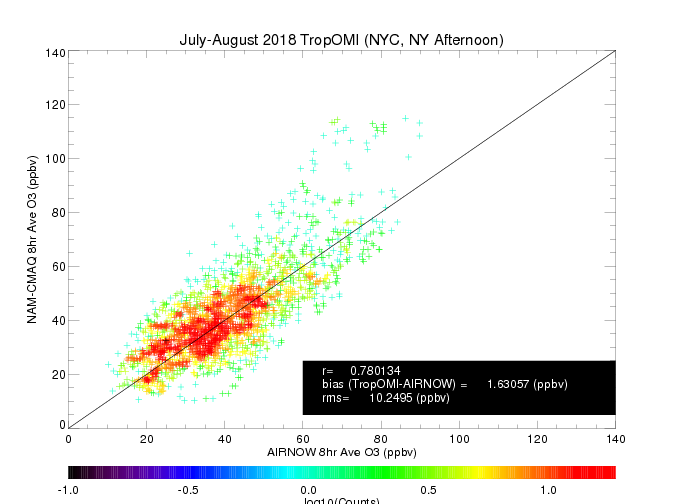 July-August 2018 TropOMI (NYC, NY Afternoon)
NAM-CMAQ 8hr Ave O3 (ppbv)
140
120
100
80
60
40
20
0
r= 0.780134
bias (TropOMI-AIRNOW) = 1.63057 (ppbv)
rms= 10.2495 (ppbv)
0 20 40 60 80 100 120 140
AIRNOW 8hr Ave O3 (ppbv)
-1.0 -0.5 0.0 0.5 1.0
log10(Counts)